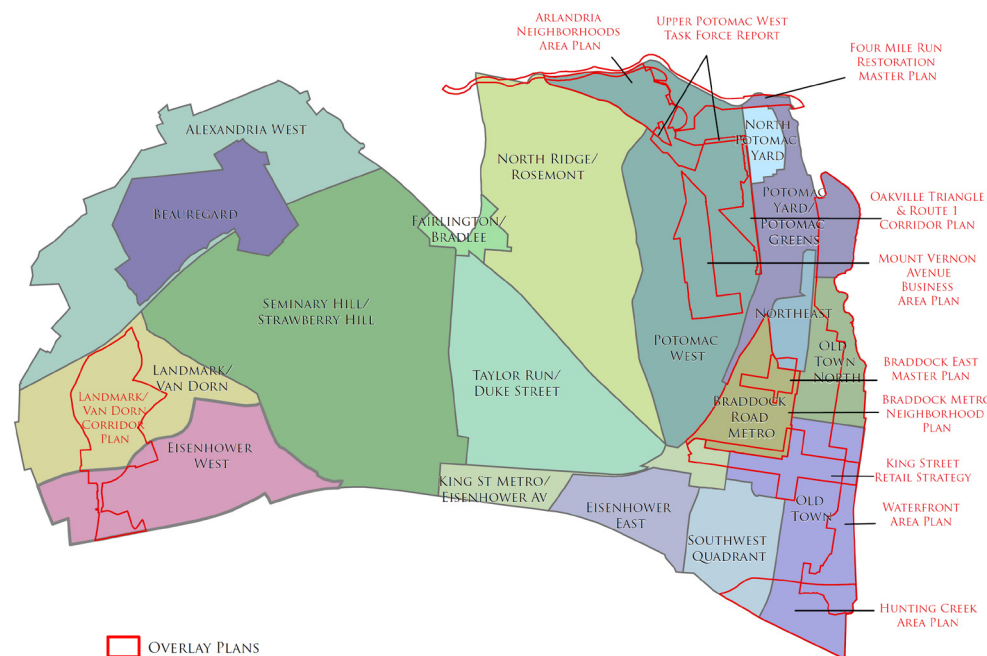 Arlandria
Neighborhoods
Area Plan
Upper Potomac West
Task Force Report
Four Mile Run
Restoration
Master Plan
Alexandria West
North
Potomac
Yard
North Ridge/
Rosemont
Beauregard
Potomac
Yard/
Potomac
Greens
Oakville Triangle
& Route 1
Corridor Plan
Fairlington/
Bradlee
Mount Vernon
Avenue
Business
Area Plan
Seminary Hill/
Strawberry Hill
Northeast
Potomac
West
Old
Town
North
Landmark/
Van Dorn
Taylor Run/
Duke Street
Braddock East
Master Plan
Landmark/
Van Dorn
Corridor
Plan
Braddock
Road
Metro
Braddock Metro
Neighborhood
Plan
Eisenhower
West
King St Metro/
Eisenhower Av
King Street
Retail Strategy
Eisenhower
East
Old
Town
Waterfront
Area Plan
Southwest
Quadrant
Hunting Creek
Area Plan
Overlay Plans